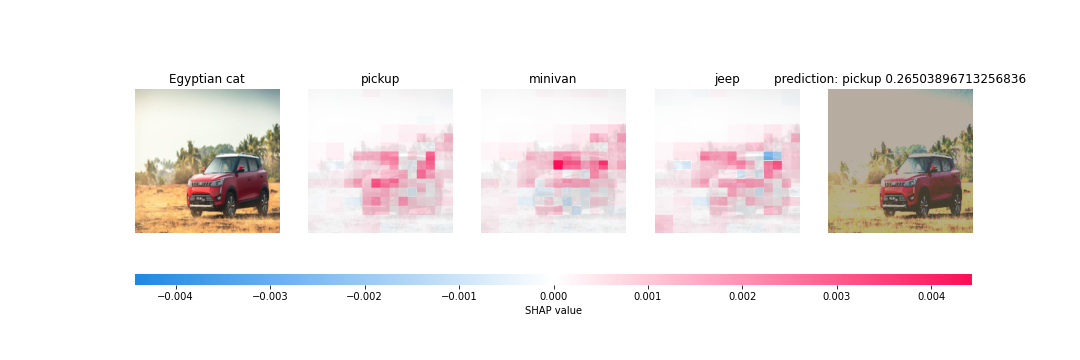 Egyptian cat
pickup
minivan
jeep
prediction: pickup 0.26503896713256836
−0.004 −0.003 −0.002 −0.001 0.000 0.001 0.002 0.003 0.004
SHAP value